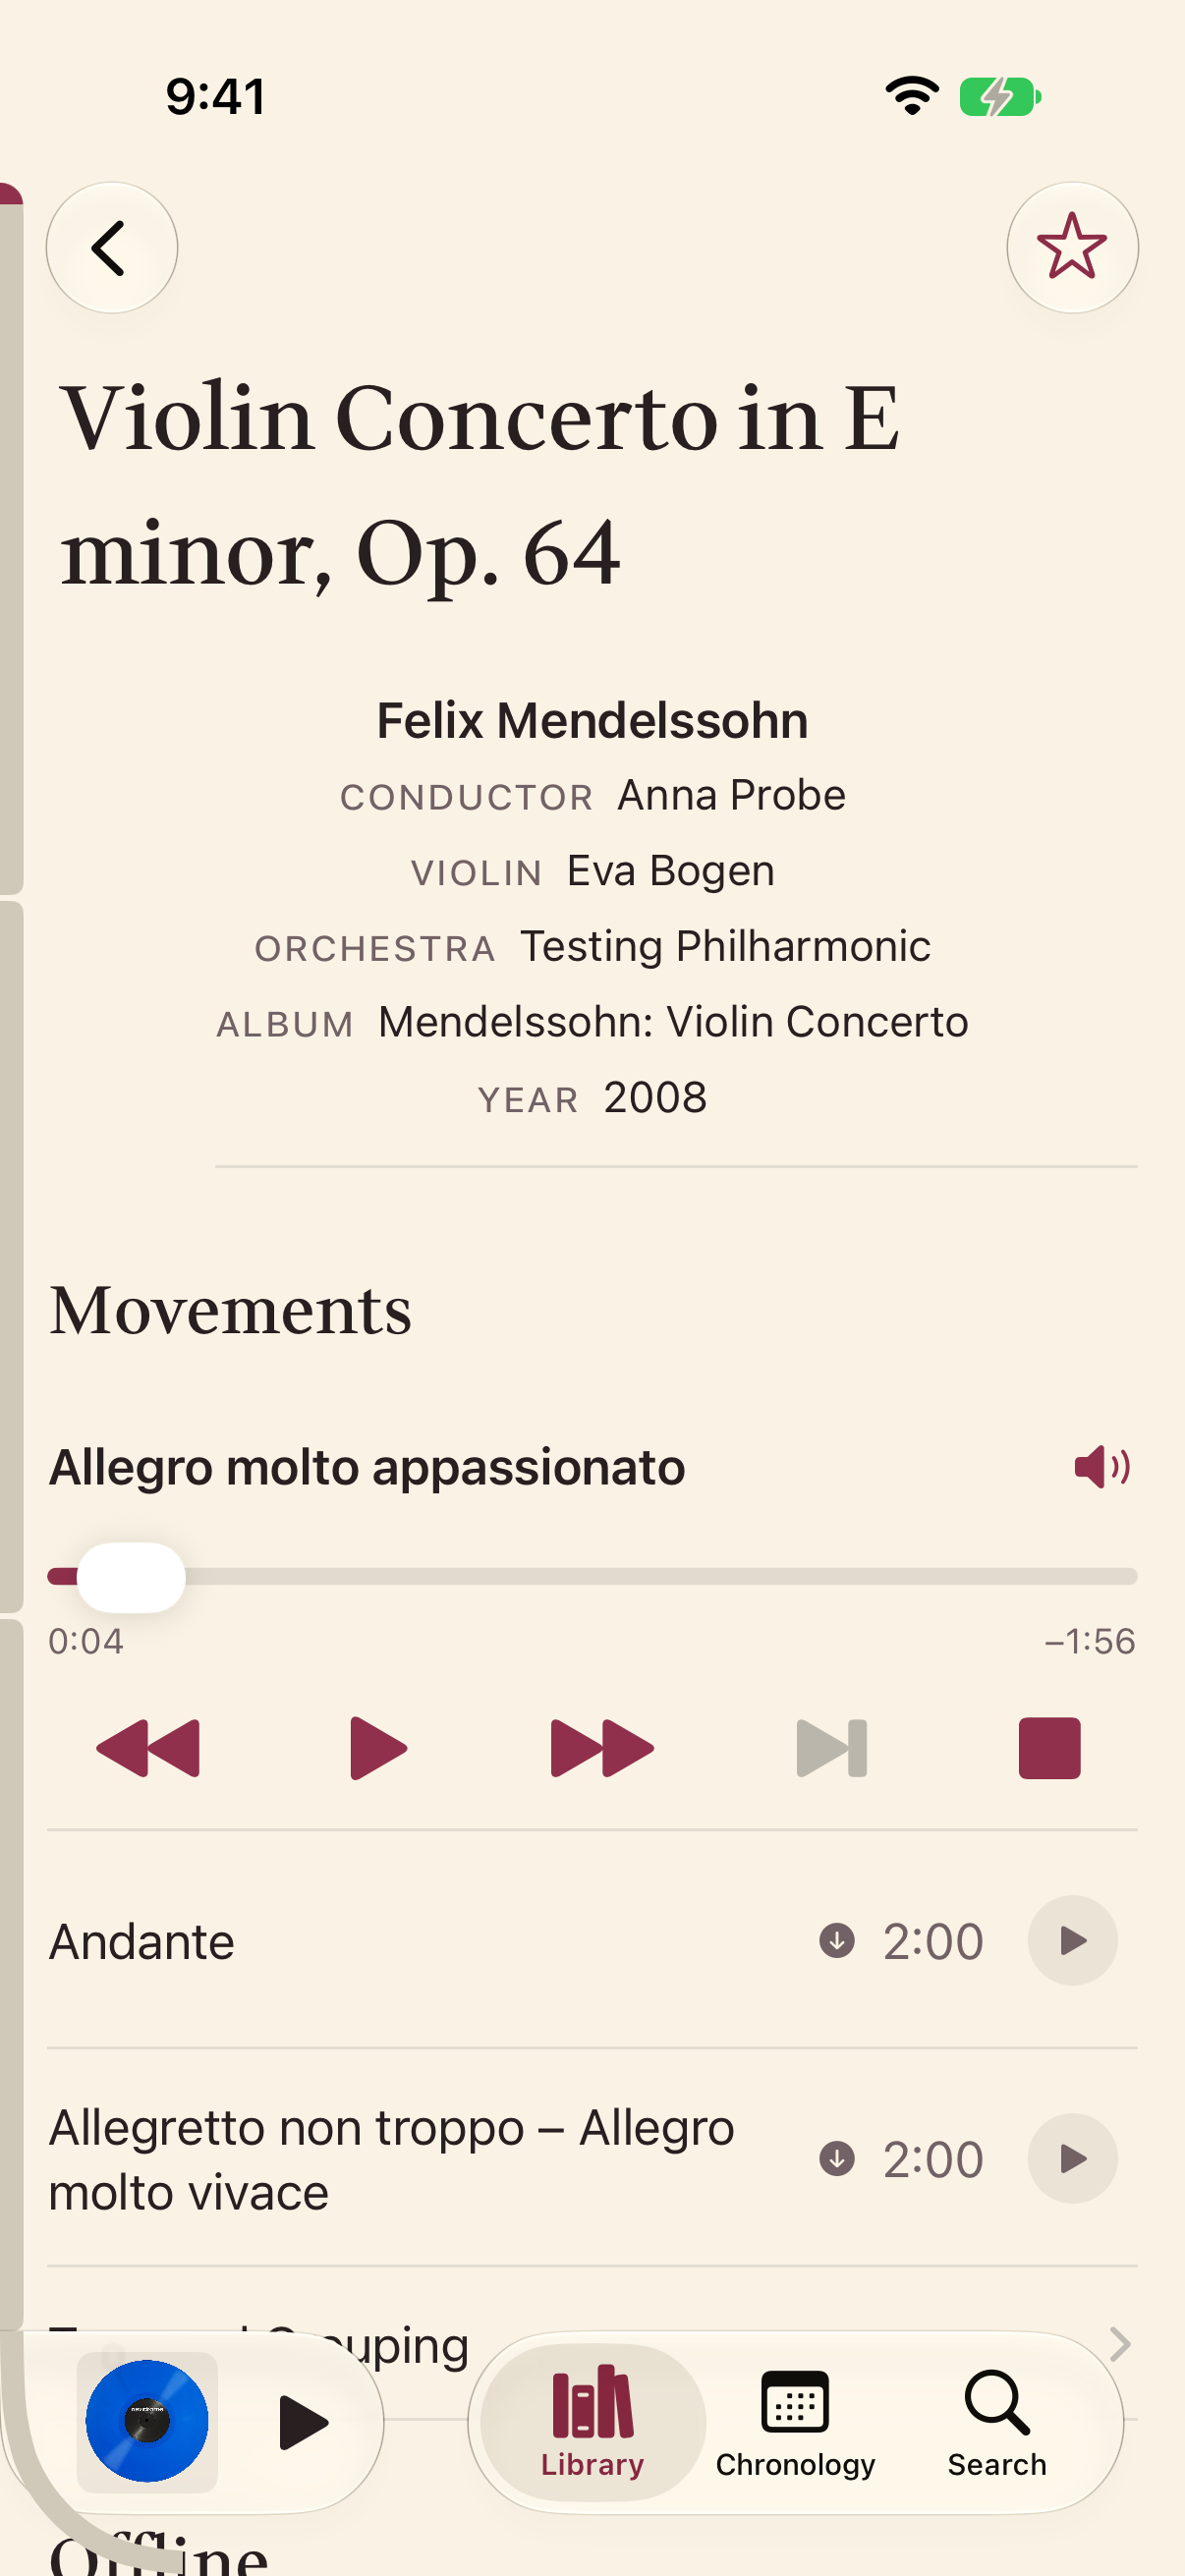 9:41
Violin Concerto in E
minor, Op. 64
Felix Mendelssohn
CONDUCTOR Anna Probe
VIOLIN Eva Bogen
ORCHESTRA Testing Philharmonic
ALBUM Mendelssohn: Violin Concerto
YEAR 2008
Movements
Allegro molto appassionato
0:04 –1:56
Andante 2:00
Allegretto non troppo – Allegro
molto vivace 2:00
Grouping
Library Chronology Search
Offline